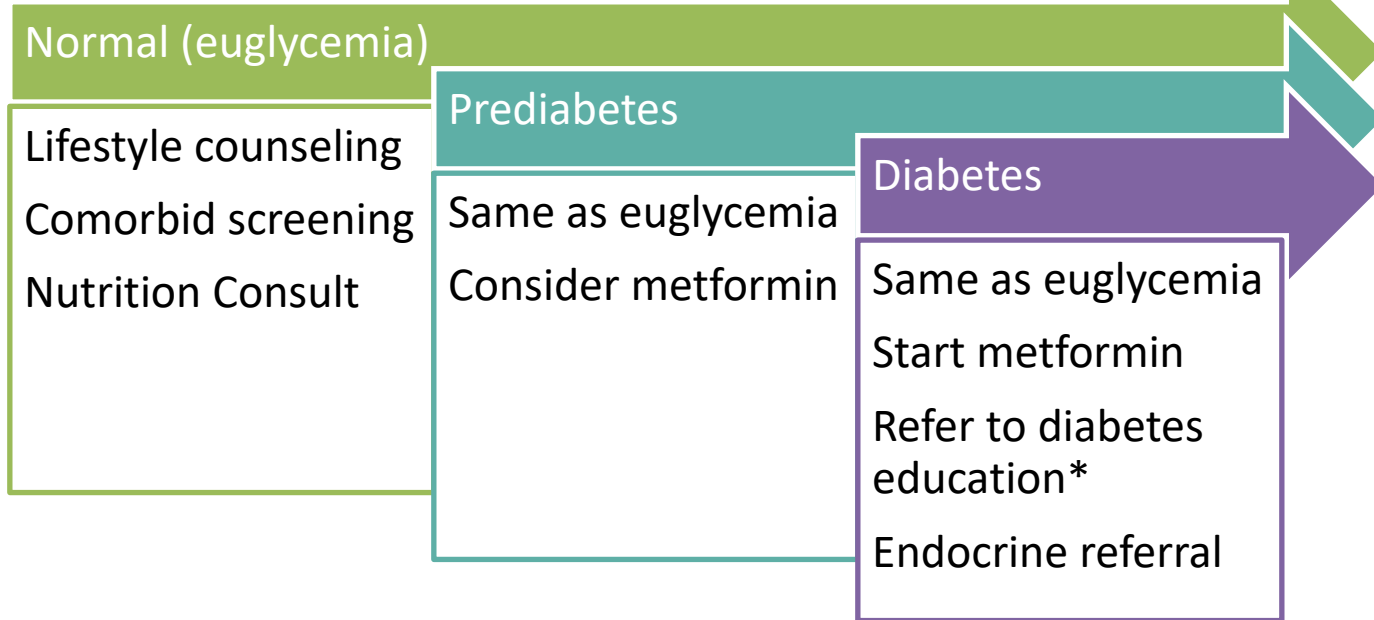 Normal (euglycemia)
Lifestyle counseling
Comorbid screening
Nutrition Consult
Prediabetes
Same as euglycemia
Consider metformin
Diabetes
Same as euglycemia
Start metformin
Refer to diabetes
education*
Endocrine referral